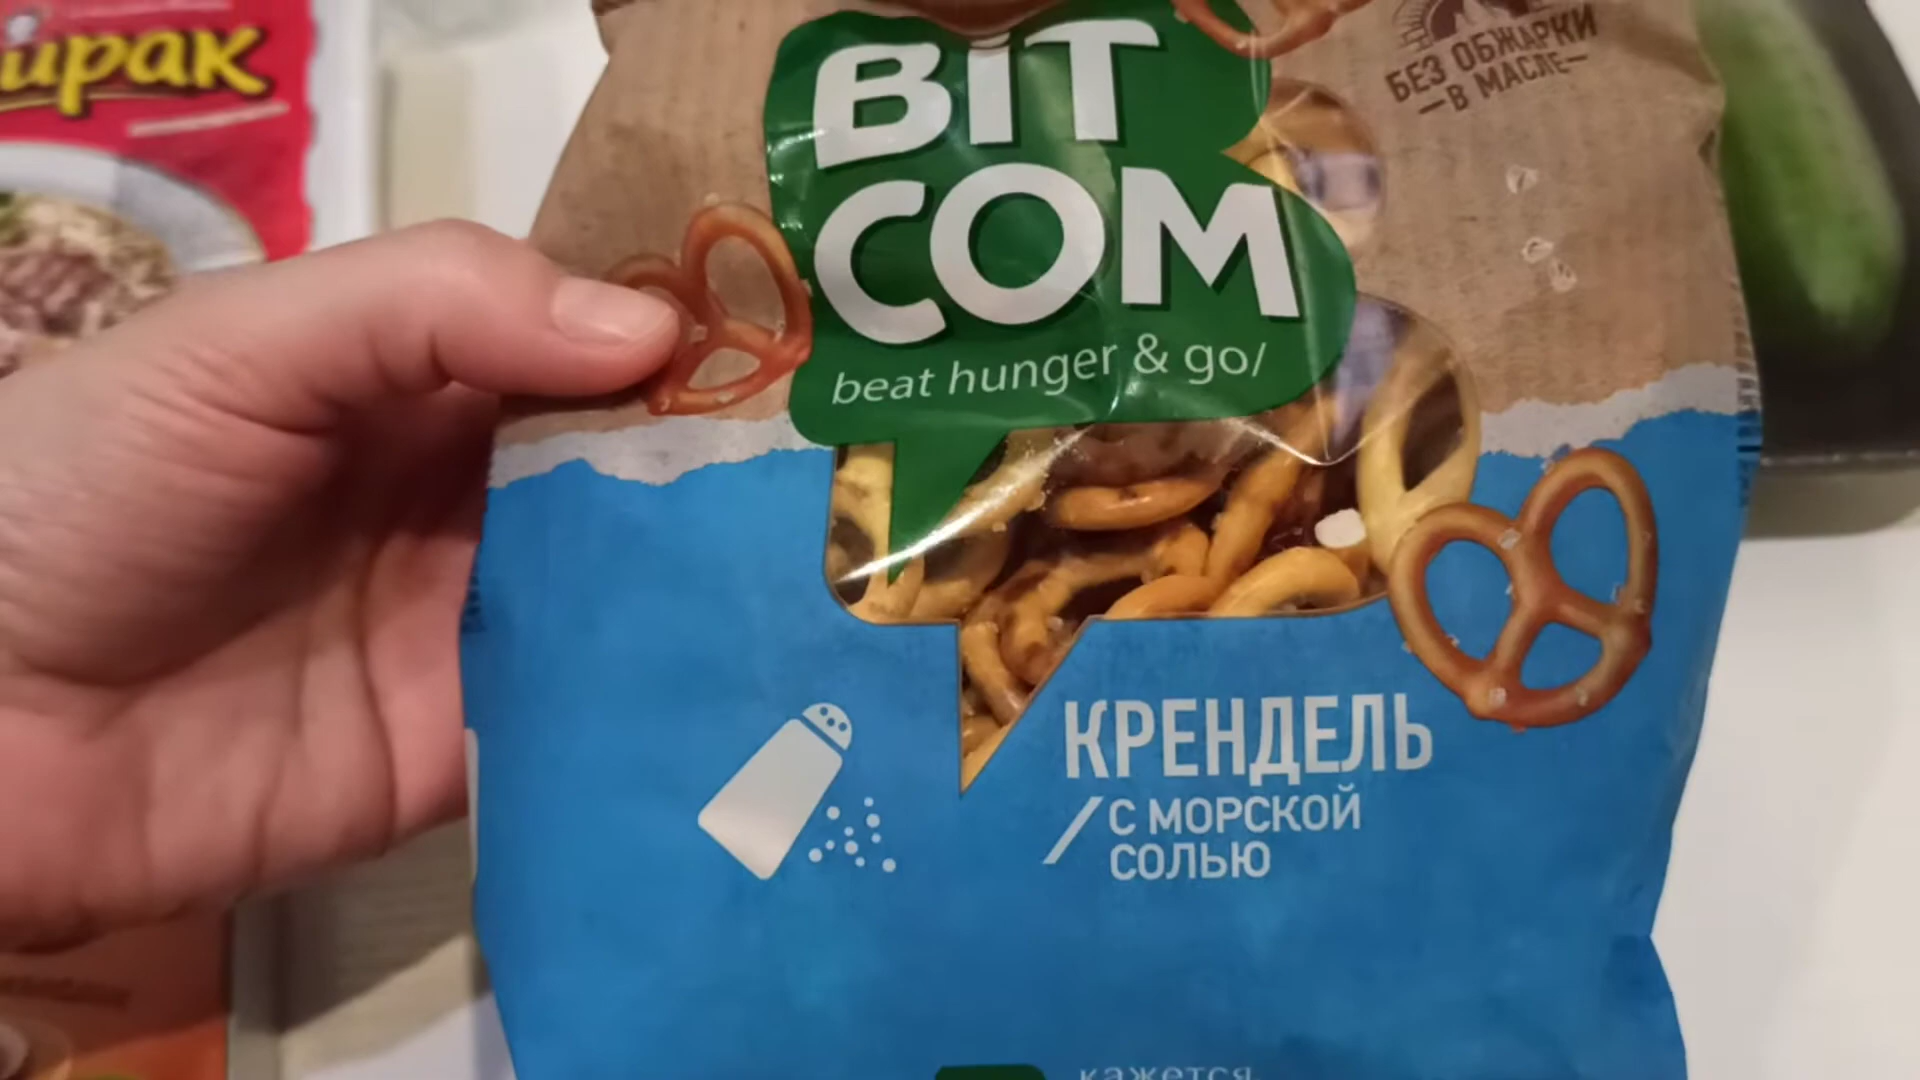 ирак
BIT
COM
beat hunger & go/
БЕЗ ОБЖАРКИ
—В МАСЛЕ—
КРЕНДЕЛЬ
/С МОРСКОЙ
СОЛЬЮ
кажется